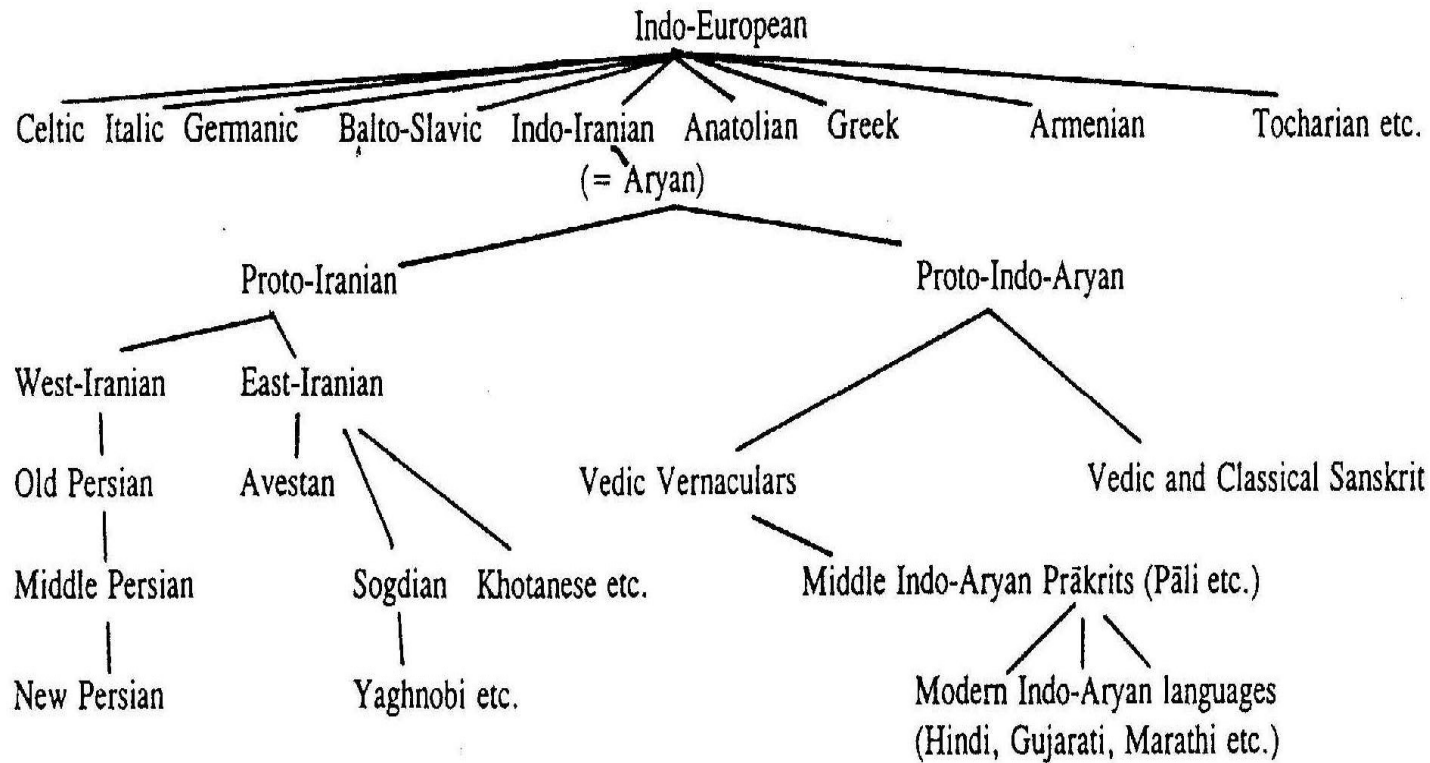 Indo-European
Celtic Italic Germanic Balto-Slavic Indo-Iranian Anatolian Greek Armenian Tocharian etc.
(= Aryan)
Proto-Iranian Proto-Indo-Aryan
West-Iranian East-Iranian
Old Persian Avestan Vedic Vernaculars Vedic and Classical Sanskrit
Middle Persian Sogdian Khotanese etc. Middle Indo-Aryan Prākrits (Pāli etc.)
New Persian Yaghnobi etc. Modern Indo-Aryan languages
(Hindi, Gujarati, Marathi etc.)